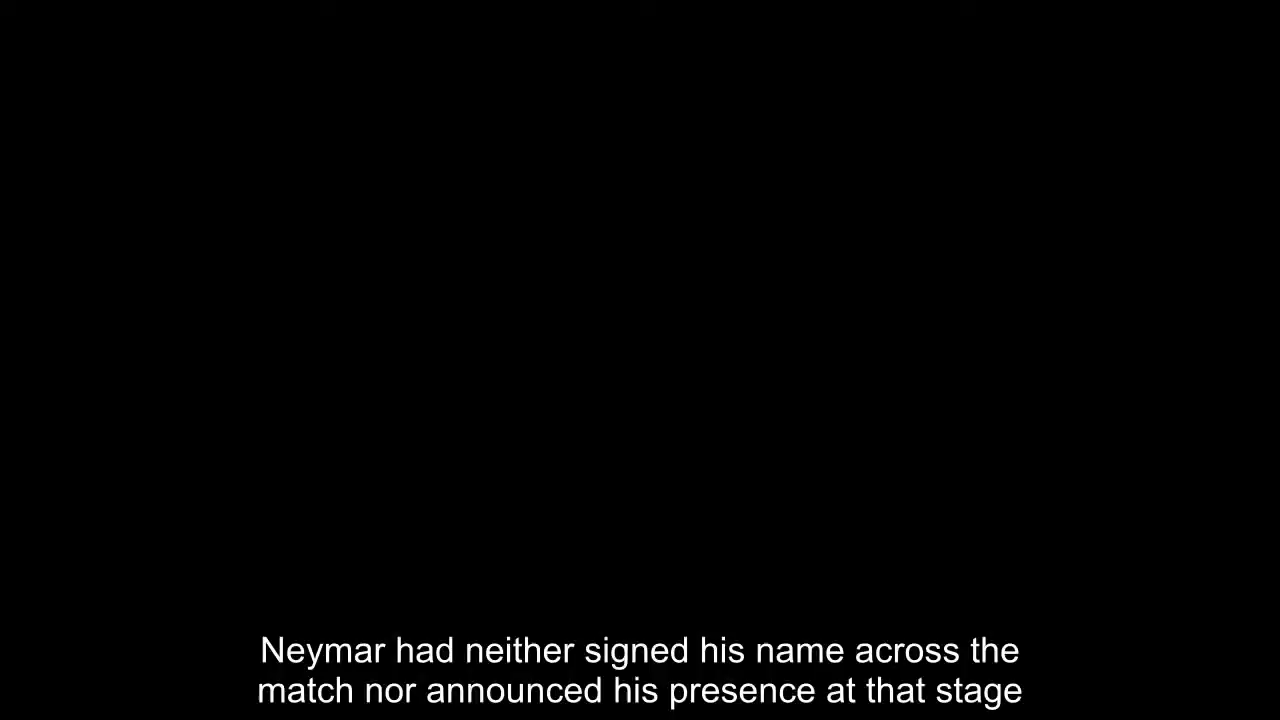 Neymar had neither signed his name across the
match nor announced his presence at that stage